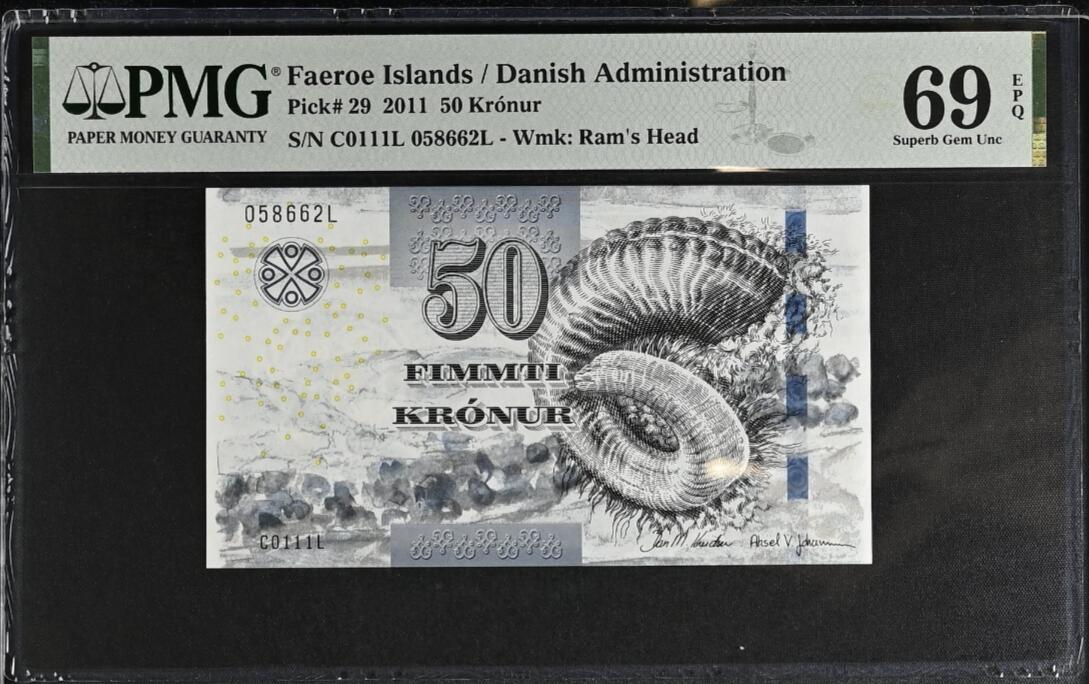 PMG®
PAPER MONEY GUARANTY
Faeroe Islands / Danish Administration
Pick# 29 2011 50 Krónur
S/N C0111L 058662L - Wmk: Ram's Head
69
EPQ
Superb Gem Unc
058662L
50
FIMMTI
KRÓNUR
C0111L